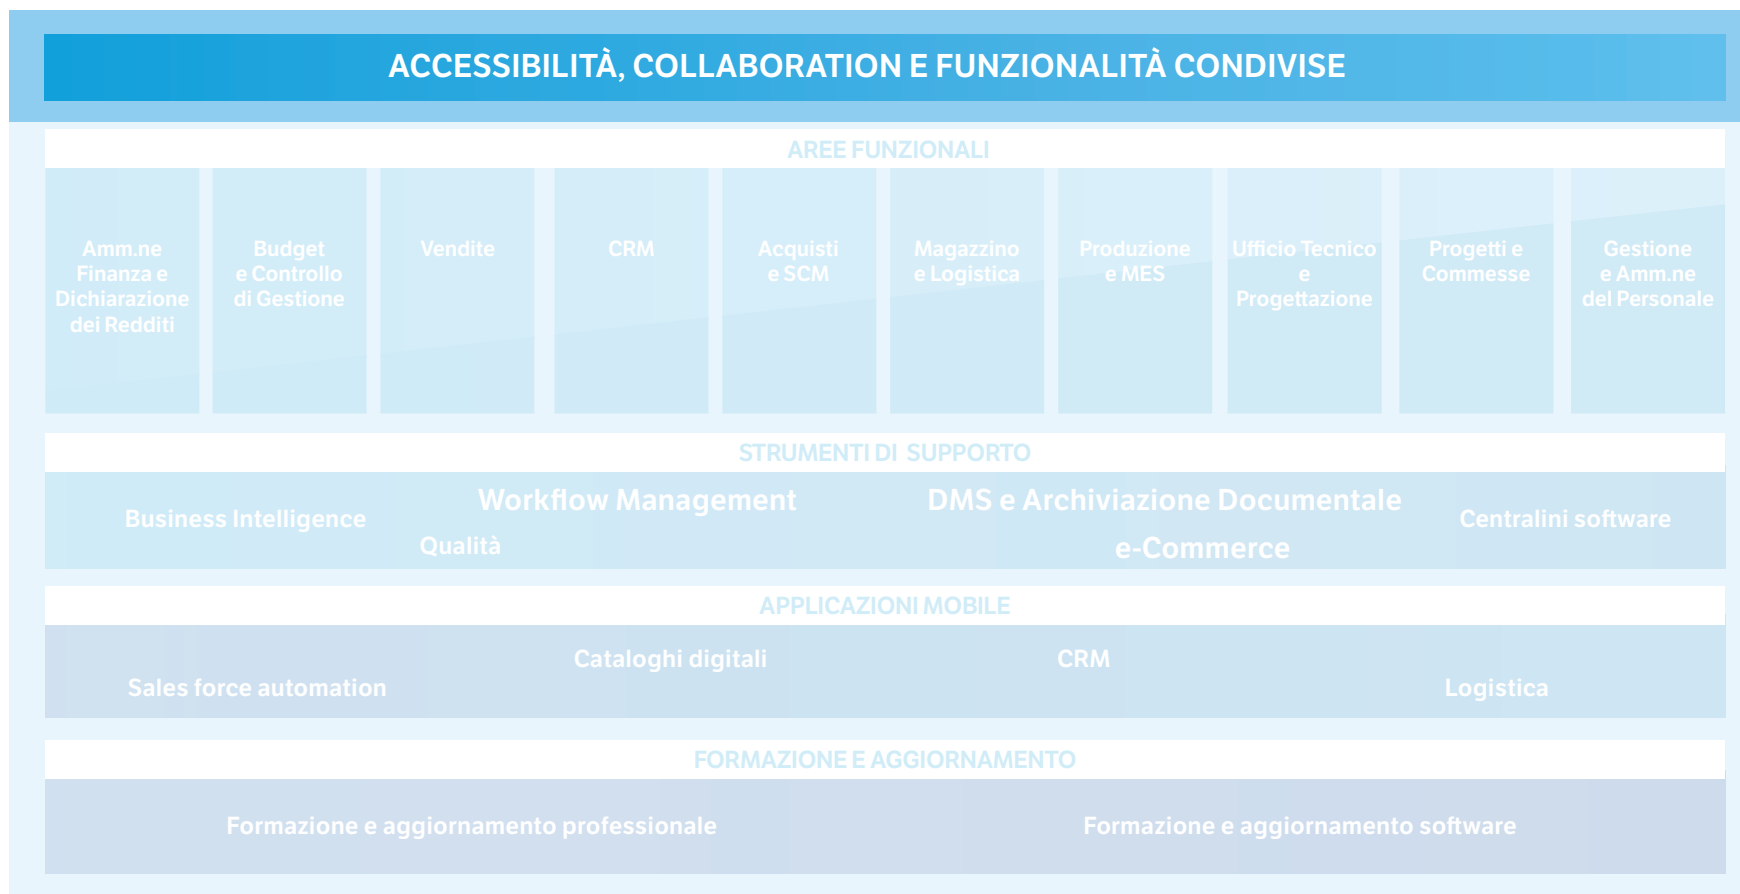 ACCESSIBILITÀ, COLLABORATION E FUNZIONALITÀ CONDIVISE
AREE FUNZIONALI
Amm.ne
Finanza e
Dichiarazione
dei Redditi
Budget
e Controllo
di Gestione
Vendite
CRM
Acquisti
e SCM
Magazzino
e Logistica
Produzione
e MES
Ufficio Tecnico
e
Progettazione
Progetti e
Commesse
Gestione
e Amm.ne
del Personale
STRUMENTI DI SUPPORTO
Business Intelligence
Workflow Management
Qualità
DMS e Archiviazione Documentale
e-Commerce
Centralini software
APPLICAZIONI MOBILE
Sales force automation
Cataloghi digitali
CRM
Logistica
FORMAZIONE E AGGIORNAMENTO
Formazione e aggiornamento professionale
Formazione e aggiornamento software